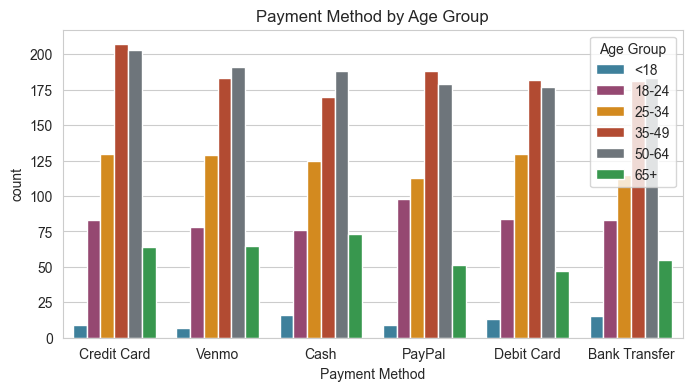 Payment Method by Age Group
Age Group
<18
18-24
25-34
35-49
50-64
65+
count
200
175
150
125
100
75
50
25
0
Credit Card
Venmo
Cash
PayPal
Debit Card
Bank Transfer
Payment Method